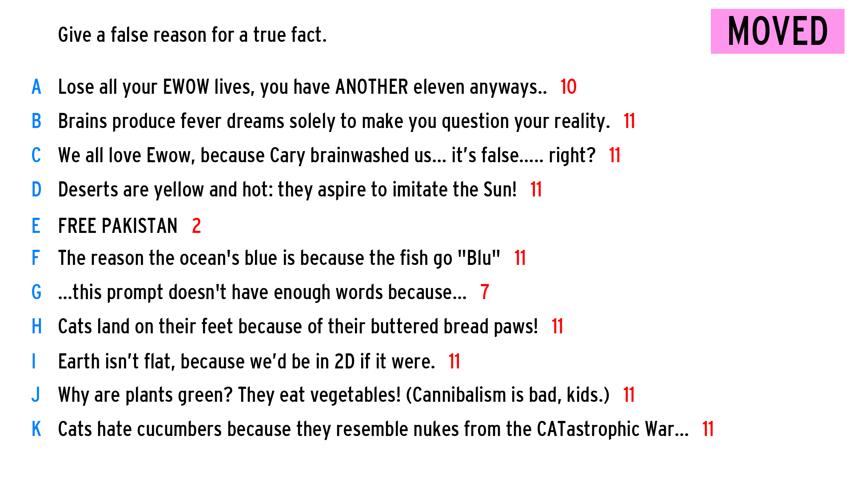 Give a false reason for a true fact.
MOVED
A Lose all your EWOW lives, you have ANOTHER eleven anyways.. 10
B Brains produce fever dreams solely to make you question your reality. 11
C We all love Ewow, because Cary brainwashed us... it’s false..... right? 11
D Deserts are yellow and hot: they aspire to imitate the Sun! 11
E FREE PAKISTAN 2
F The reason the ocean's blue is because the fish go "Blu" 11
G ...this prompt doesn't have enough words because... 7
H Cats land on their feet because of their buttered bread paws! 11
I Earth isn’t flat, because we’d be in 2D if it were. 11
J Why are plants green? They eat vegetables! (Cannibalism is bad, kids.) 11
K Cats hate cucumbers because they resemble nukes from the CATastrophic War... 11